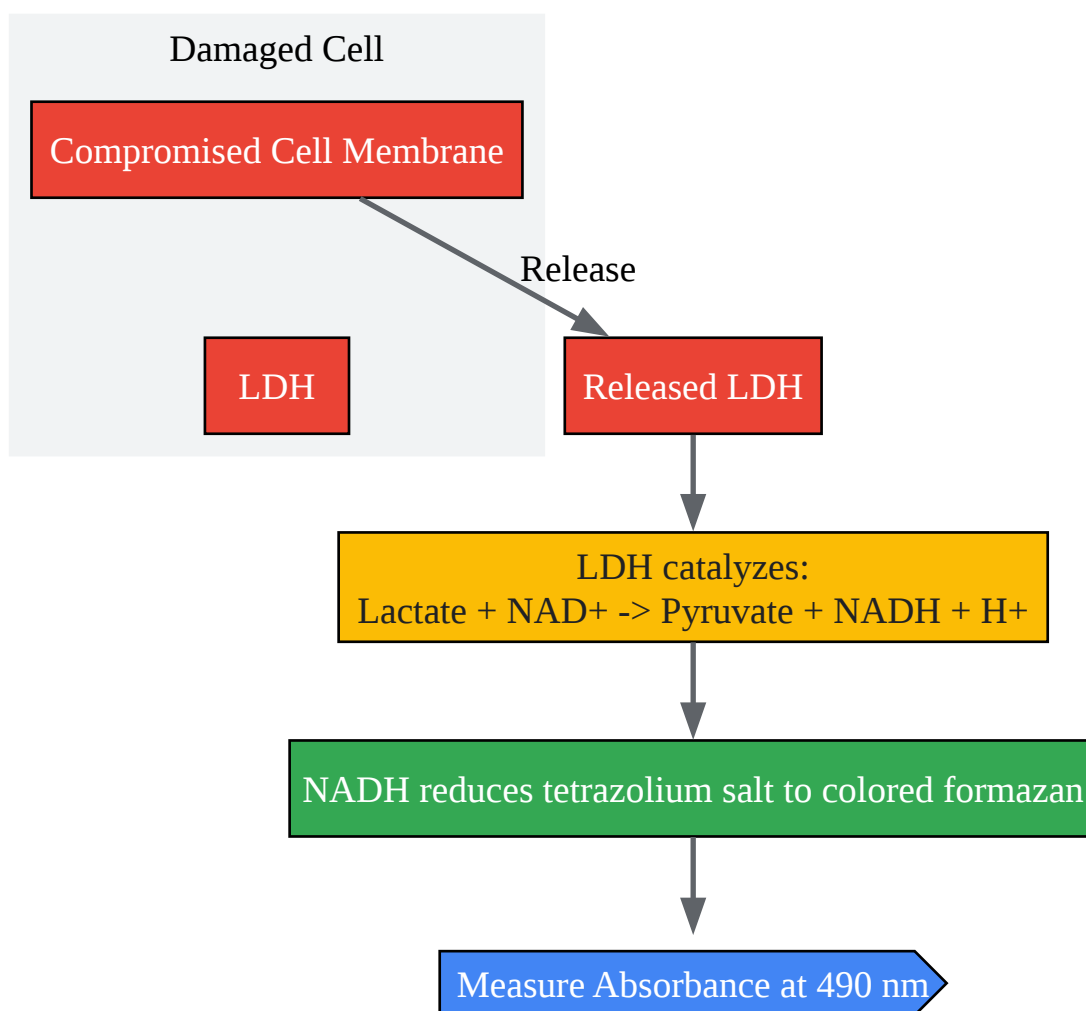 Damaged Cell
Compromised Cell Membrane
Release
LDH
Released LDH
LDH catalyzes:
Lactate + NAD+ -> Pyruvate + NADH + H+
NADH reduces tetrazolium salt to colored formazan
Measure Absorbance at 490 nm